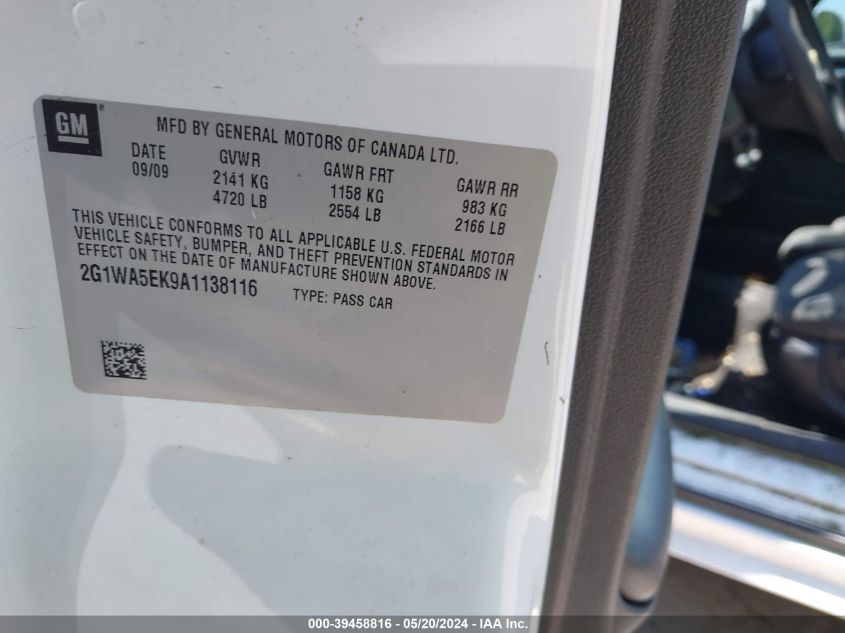 GM ®
MFD BY GENERAL MOTORS OF CANADA LTD.
DATE GVWR GAWR FRT GAWR RR
09/09 2141 KG 1158 KG 983 KG
4720 LB 2554 LB 2166 LB
THIS VEHICLE CONFORMS TO ALL APPLICABLE U.S. FEDERAL MOTOR
VEHICLE SAFETY, BUMPER, AND THEFT PREVENTION STANDARDS IN
EFFECT ON THE DATE OF MANUFACTURE SHOWN ABOVE.
2G1WA5EK9A1138116 TYPE: PASS CAR
000-39458816 - 05/20/2024 - IAA Inc.